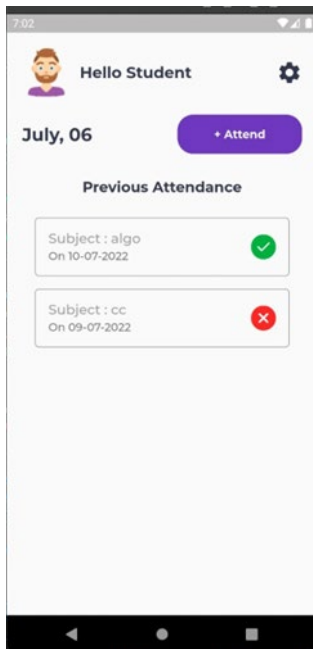 7:02
Hello Student
July, 06
+ Attend
Previous Attendance
Subject : algo
On 10-07-2022
Subject : cc
On 09-07-2022